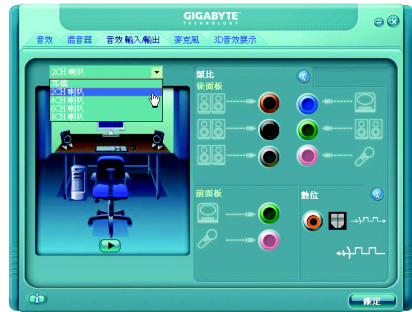 GIGABYTE
TECHNOLOGY
音效 混音器 音效輸入/輸出 麥克風 3D音效展示
2CH 喇叭
耳機
2CH 喇叭
4CH 喇叭
6CH 喇叭
8CH 喇叭
類比
後面板
前面板
數位
確定